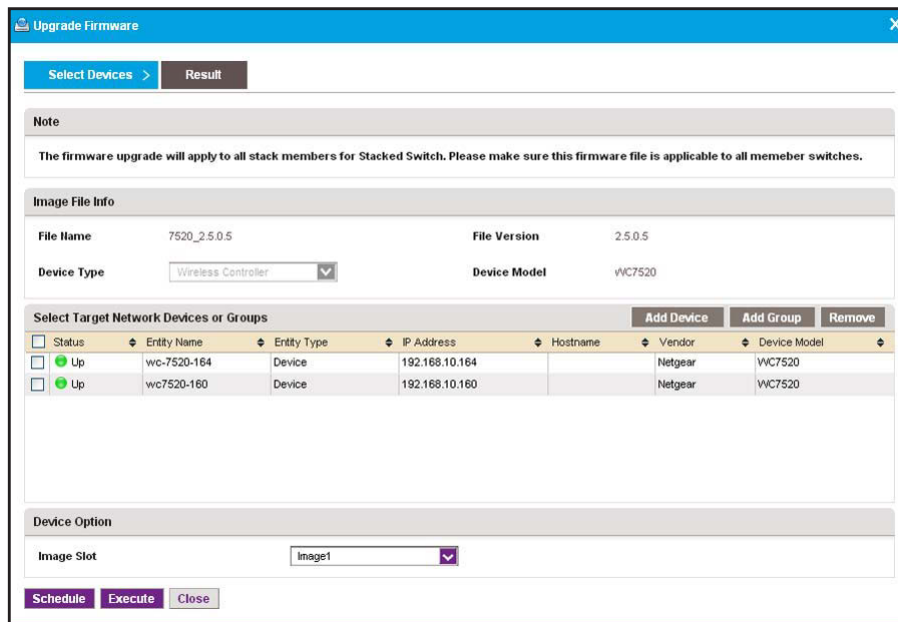 Upgrade Firmware X
Select Devices > Result
Note
The firmware upgrade will apply to all stack members for Stacked Switch. Please make sure this firmware file is applicable to all memeber switches.
Image File Info
File Name 7520_2.5.0.5 File Version 2.5.0.5
Device Type Wireless Controller Device Model WC7520
Select Target Network Devices or Groups Add Device Add Group Remove
Status Entity Name Entity Type IP Address Hostname Vendor Device Model
Up wc-7520-164 Device 192.168.10.164 Netgear WC7520
Up wc7520-160 Device 192.168.10.160 Netgear WC7520
Device Option
Image Slot Image1
Schedule Execute Close